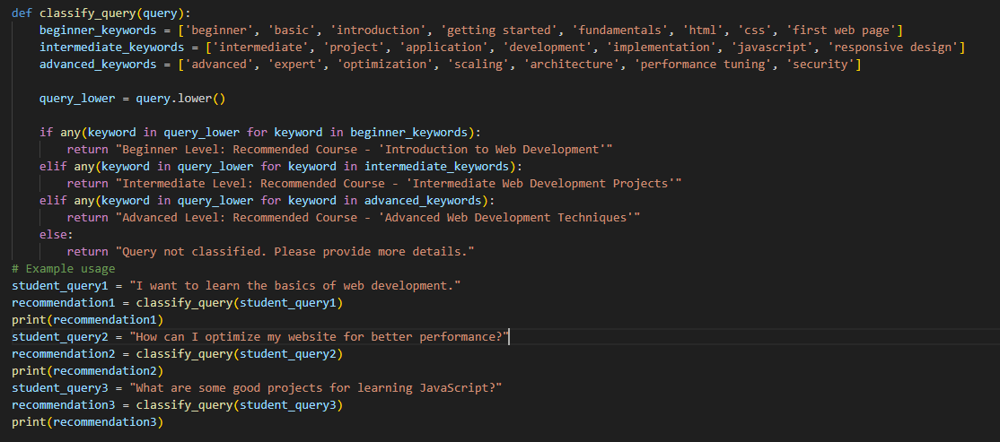 def classify_query(query):
    beginner_keywords = ['beginner', 'basic', 'introduction', 'getting started', 'fundamentals', 'html', 'css', 'first web page']
    intermediate_keywords = ['intermediate', 'project', 'application', 'development', 'implementation', 'javascript', 'responsive design']
    advanced_keywords = ['advanced', 'expert', 'optimization', 'scaling', 'architecture', 'performance tuning', 'security']

    query_lower = query.lower()

    if any(keyword in query_lower for keyword in beginner_keywords):
        return "Beginner Level: Recommended Course - 'Introduction to Web Development'"
    elif any(keyword in query_lower for keyword in intermediate_keywords):
        return "Intermediate Level: Recommended Course - 'Intermediate Web Development Projects'"
    elif any(keyword in query_lower for keyword in advanced_keywords):
        return "Advanced Level: Recommended Course - 'Advanced Web Development Techniques'"
    else:
        return "Query not classified. Please provide more details."
# Example usage
student_query1 = "I want to learn the basics of web development."
recommendation1 = classify_query(student_query1)
print(recommendation1)
student_query2 = "How can I optimize my website for better performance?"
recommendation2 = classify_query(student_query2)
print(recommendation2)
student_query3 = "What are some good projects for learning JavaScript?"
recommendation3 = classify_query(student_query3)
print(recommendation3)